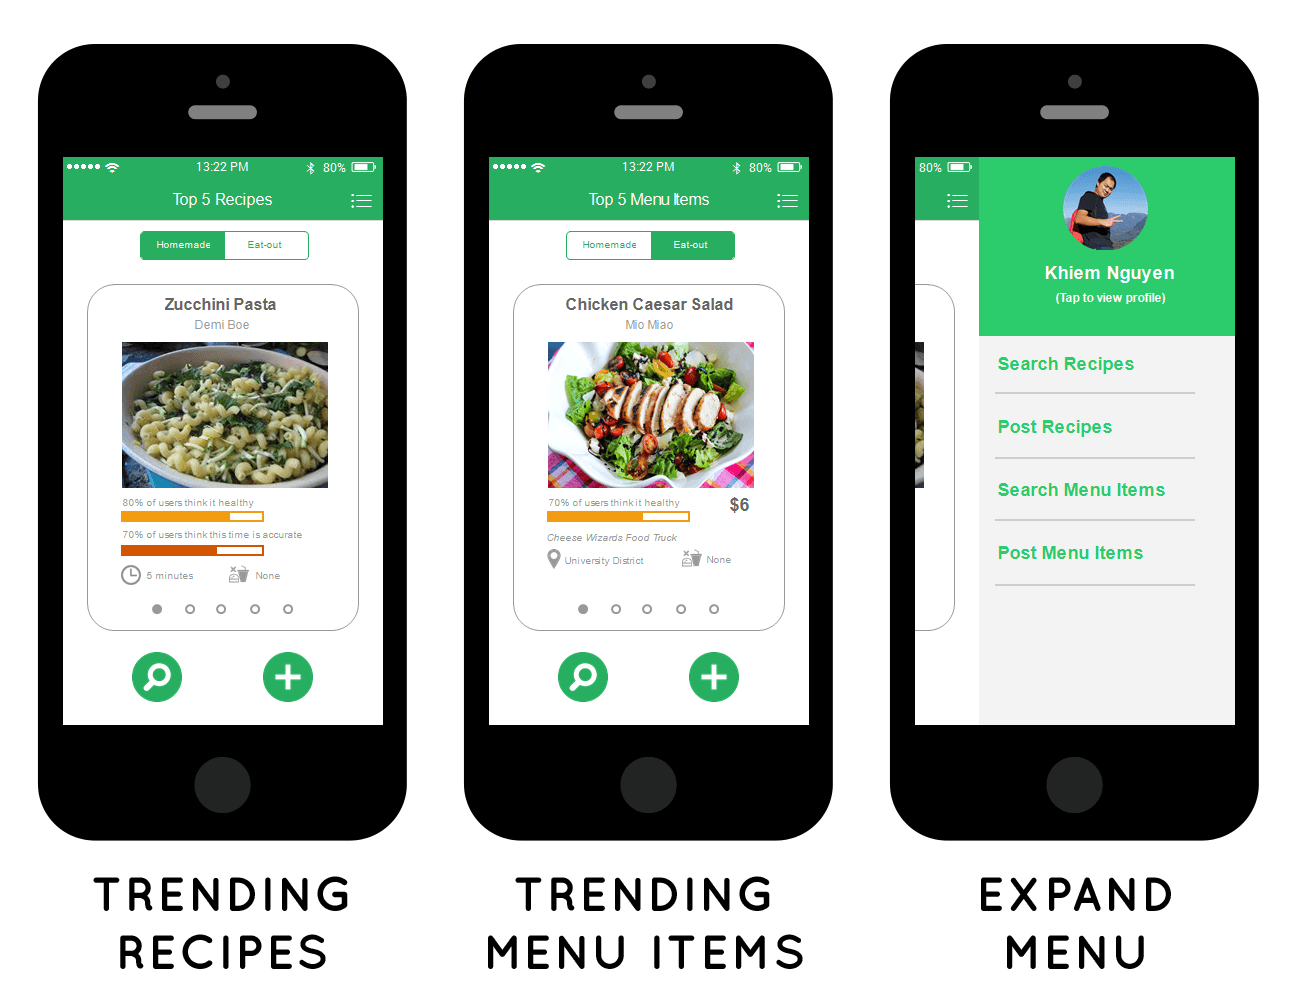 13:22 PM
80%
Top 5 Recipes
Homemade
Eat-out
Zucchini Pasta
Demi Boe
80% of users think it healthy
70% of users think this time is accurate
5 minutes
None
TRENDING
RECIPES
13:22 PM
80%
Top 5 Menu Items
Homemade
Eat-out
Chicken Caesar Salad
Mio Miao
70% of users think it healthy
$6
Cheese Wizards Food Truck
University District
None
TRENDING
MENU ITEMS
80%
Khiem Nguyen
(Tap to view profile)
Search Recipes
Post Recipes
Search Menu Items
Post Menu Items
EXPAND
MENU